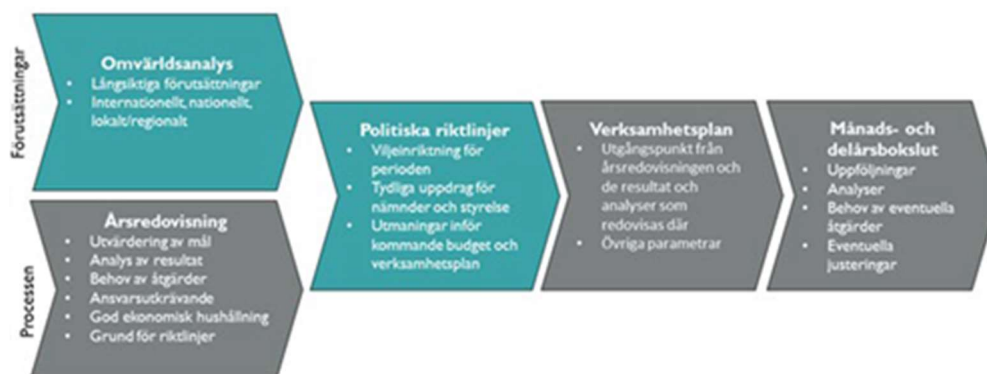 Förutsättningar
Omvärldsanalys
• Långsiktiga förutsättningar
• Internationellt, nationellt,
lokalt/regionalt
Processen
Årsredovisning
• Utvärdering av mål
• Analys av resultat
• Behov av åtgärder
• Ansvarsutkrävande
• God ekonomisk hushållning
• Grund för riktlinjer
Politiska riktlinjer
• Viljeinriktning för
perioden
• Tydliga uppdrag för
nämnder och styrelse
• Utmaningar inför
kommande budget och
verksamhetsplan
Verksamhetsplan
• Utgångspunkt från
årsredovisningen och
de resultat och
analyser som
redovisas där
• Övriga parametrar
Månads- och
delårsbokslut
• Uppföljningar
• Analyser
• Behov av eventuella
åtgärder
• Eventuella
justeringar